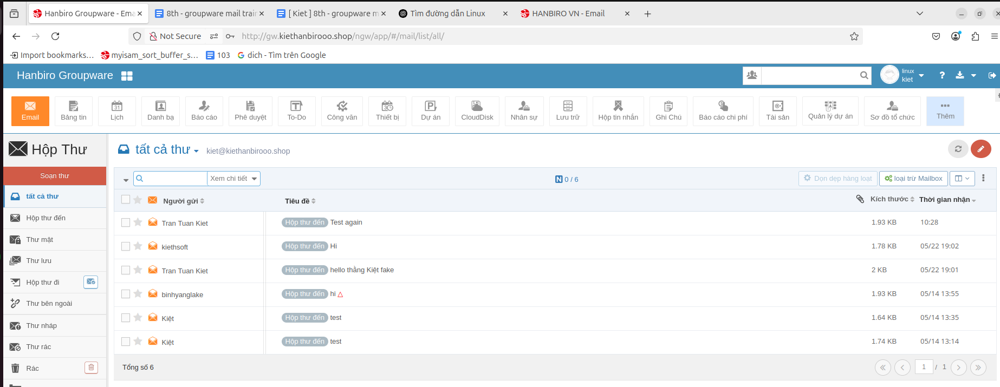 Hanbiro Groupware - Ema
8th - groupware mail train
[ Kiet ] 8th - groupware m
Tìm đường dẫn Linux
HANBIRO VN - Email
Not Secure
http://gw.kiethanbirooo.shop/ngw/app/#/mail/list/all/
Import bookmarks...
myisam_sort_buffer_s...
103
dich - Tìm trên Google
Hanbiro Groupware
linux
kiet
?
Email
Bảng tin
31
Lịch
Danh bạ
Báo cáo
Phê duyệt
To-Do
Công văn
Thiết bị
Dự án
CloudDisk
Nhân sự
Lưu trữ
Hộp tin nhắn
Ghi Chú
Báo cáo chi phí
Tài sản
Quản lý dự án
Sơ đồ tổ chức
Thêm
Hộp Thư
tất cả thư
kiet@kiethanbirooo.shop
Soạn thư
Xem chi tiết
N 0 / 6
Dọn dẹp hàng loạt
loại trừ Mailbox
tất cả thư
Hộp thư đến
Thư mật
Thư lưu
Hộp thư đi
Thư bên ngoài
Thư nháp
Thư rác
Rác
Người gửi Tiêu đề Kích thước Thời gian nhận
Tran Tuan Kiet Hộp thư đến Test again 1.93 KB 10:28
kiethsoft Hộp thư đến Hi 1.78 KB 05/22 19:02
Tran Tuan Kiet Hộp thư đến hello thằng Kiệt fake 2 KB 05/22 19:01
binhyanglake Hộp thư đến hi 1.93 KB 05/14 13:55
Kiệt Hộp thư đến test 1.64 KB 05/14 13:35
Kiệt Hộp thư đến test 1.74 KB 05/14 13:14
Tổng số 6
1 / 1